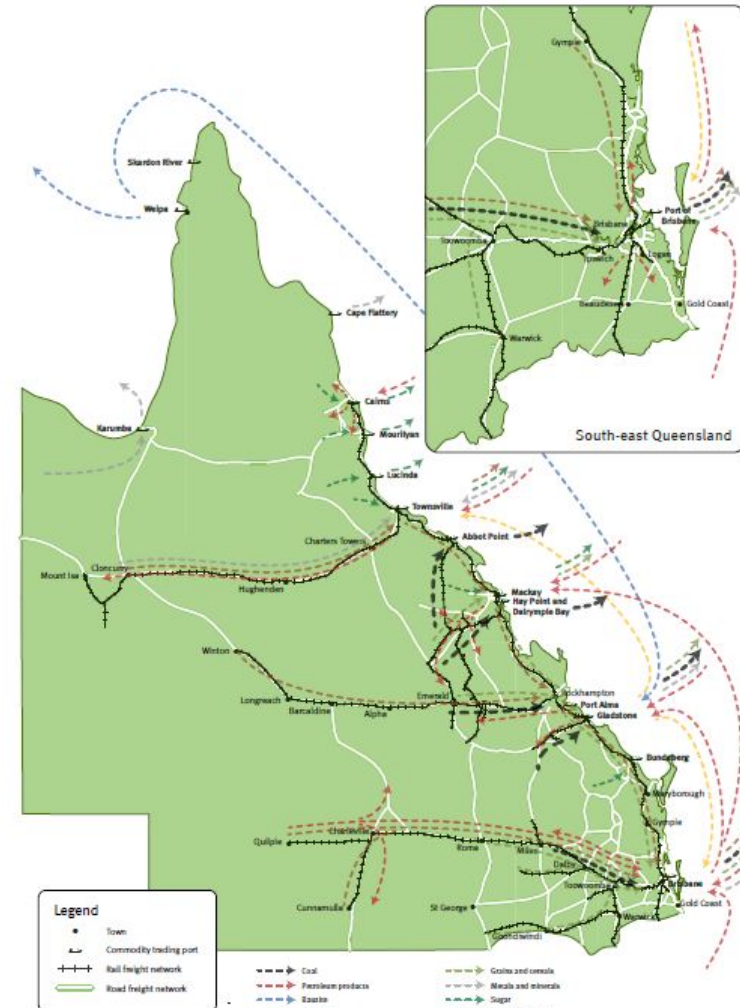 Gympie
Brisbane
Port of
Brisbane
Toowoomba
Ipswich
Logan
Beaudesert
Gold Coast
Warwick
South-east Queensland
Skardon River
Weipa
Cape Flattery
Cairns
Karumba
Mourilyan
Lucinda
Townsville
Abbot Point
Charters Towers
Mount Isa
Cloncurry
Hughenden
Mackay
Hay Point and
Dalrymple Bay
Winton
Longreach
Barcaldine
Alpha
Emerald
Rockhampton
Port Alma
Gladstone
Bundaberg
Maryborough
Gympie
Charleville
Quilpie
Roma
Miles
Dalby
Toowoomba
Brisbane
Gold Coast
Cunnamulla
St George
Warwick
Goondiwindi
Legend
Town
Commodity trading port
Rail freight network
Road freight network
Coal
Petroleum products
Bauxite
Grains and cereals
Metals and minerals
Sugar